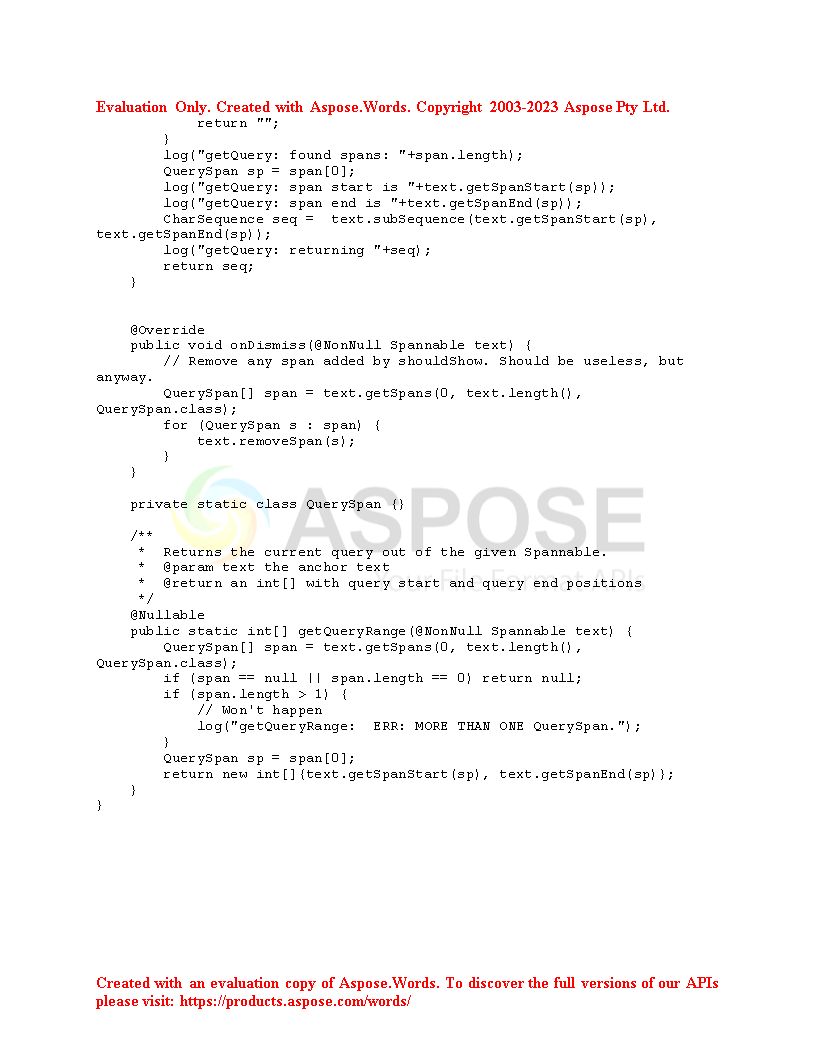 Evaluation Only. Created with Aspose.Words. Copyright 2003-2023 Aspose Pty Ltd.
            return "";
        }
        log("getQuery: found spans: "+span.length);
        QuerySpan sp = span[0];
        log("getQuery: span start is "+text.getSpanStart(sp));
        log("getQuery: span end is "+text.getSpanEnd(sp));
        CharSequence seq =  text.subSequence(text.getSpanStart(sp),
text.getSpanEnd(sp));
        log("getQuery: returning "+seq);
        return seq;
    }
    @Override
    public void onDismiss(@NonNull Spannable text) {
        // Remove any span added by shouldShow. Should be useless, but
anyway.
        QuerySpan[] span = text.getSpans(0, text.length(),
QuerySpan.class);
        for (QuerySpan s : span) {
            text.removeSpan(s);
        }
    }
    private static class QuerySpan {}
ASPOSE
    /**
     *  Returns the current query out of the given Spannable.
     *  @param text the anchor text
     *  @return an int[] with query start and query end positions
Your File Format APIs
     */
    @Nullable
    public static int[] getQueryRange(@NonNull Spannable text) {
        QuerySpan[] span = text.getSpans(0, text.length(),
QuerySpan.class);
        if (span == null || span.length == 0) return null;
        if (span.length > 1) {
            // Won't happen
            log("getQueryRange:  ERR: MORE THAN ONE QuerySpan.");
        }
        QuerySpan sp = span[0];
        return new int[]{text.getSpanStart(sp), text.getSpanEnd(sp)};
    }
}
Created with an evaluation copy of Aspose.Words. To discover the full versions of our APIs
please visit: https://products.aspose.com/words/